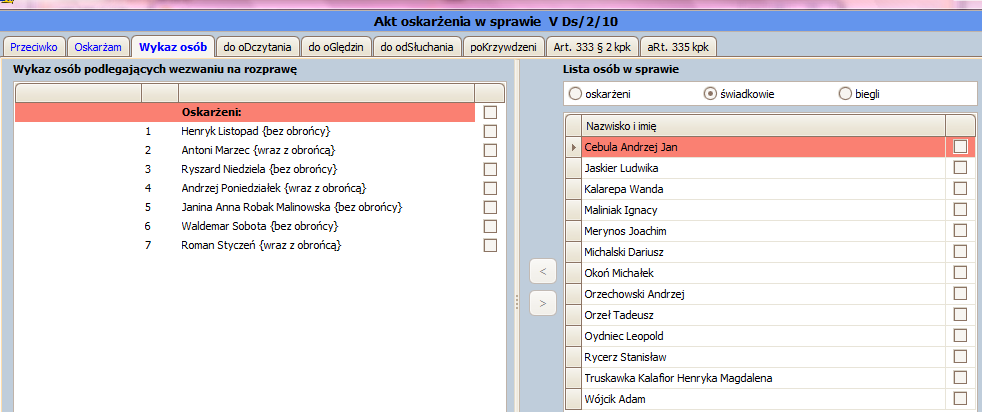 Akt oskarżenia w sprawie V Ds/2/10
Przeciwko Oskarżam Wykaz osób do oDczytania do oGlędzin do odSłuchania poKrzywdzeni Art. 333 § 2 kpk aRt. 335 kpk
Wykaz osób podlegających wezwaniu na rozprawę
Oskarżeni:
1 Henryk Listopad {bez obrońcy}
2 Antoni Marzec {wraz z obrońcą}
3 Ryszard Niedziela {bez obrońcy}
4 Andrzej Poniedziałek {wraz z obrońcą}
5 Janina Anna Robak Malinowska {bez obrońcy}
6 Waldemar Sobota {bez obrońcy}
7 Roman Styczeń {wraz z obrońcą}
<
>
Lista osób w sprawie
oskarżeni świadkowie biegli
Nazwisko i imię
Cebula Andrzej Jan
Jaskier Ludwika
Kalarepa Wanda
Maliniak Ignacy
Merynos Joachim
Michalski Dariusz
Okoń Michałek
Orzechowski Andrzej
Orzeł Tadeusz
Oydniec Leopold
Rycerz Stanisław
Truskawka Kalafior Henryka Magdalena
Wójcik Adam